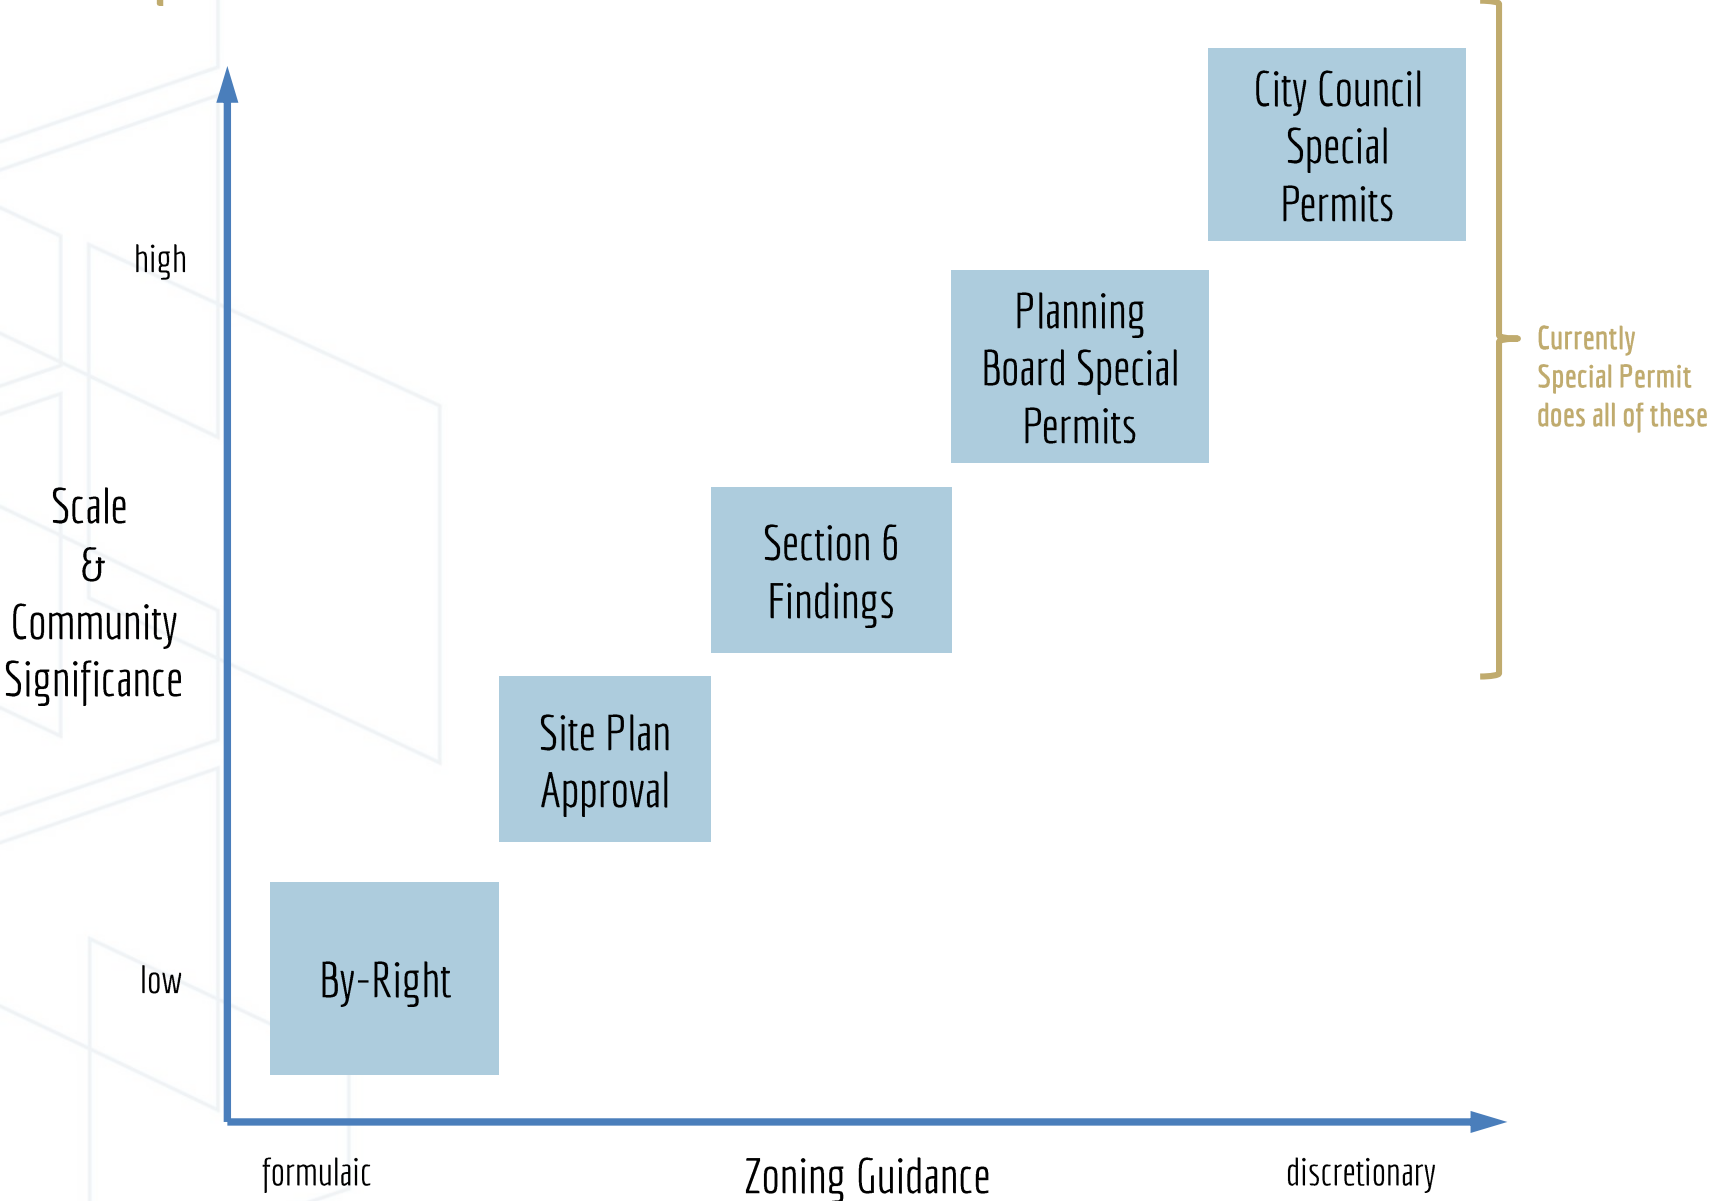 City Council
Special
Permits
high
Planning
Board Special
Permits
Currently
Special Permit
does all of these
Scale
&
Community
Significance
Section 6
Findings
Site Plan
Approval
low
By-Right
formulaic
Zoning Guidance
discretionary